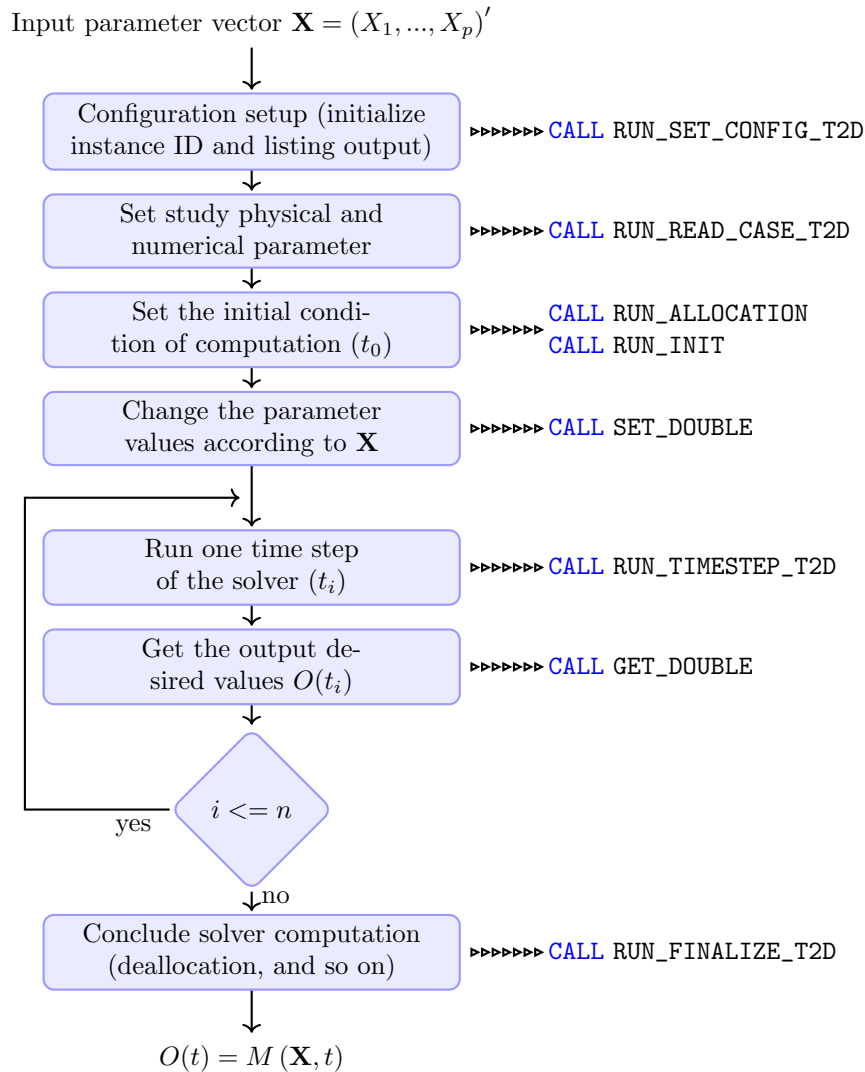 Input parameter vector X = (X₁, ..., Xₚ)′
Configuration setup (initialize
instance ID and listing output)
CALL RUN_SET_CONFIG_T2D
Set study physical and
numerical parameter
CALL RUN_READ_CASE_T2D
Set the initial condi-
tion of computation (t₀)
CALL RUN_ALLOCATION
CALL RUN_INIT
Change the parameter
values according to X
CALL SET_DOUBLE
Run one time step
of the solver (tᵢ)
CALL RUN_TIMESTEP_T2D
Get the output de-
sired values O(tᵢ)
CALL GET_DOUBLE
i <= n
yes
no
Conclude solver computation
(deallocation, and so on)
CALL RUN_FINALIZE_T2D
O(t) = M (X, t)